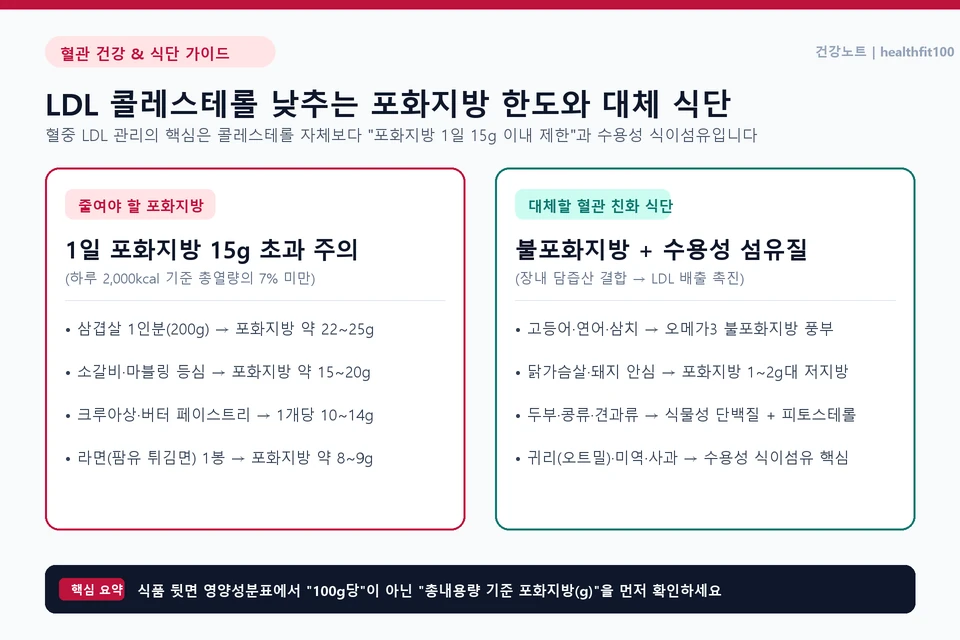 혈관 건강 & 식단 가이드
건강노트 | healthfit100
LDL 콜레스테롤 낮추는 포화지방 한도와 대체 식단
혈중 LDL 관리의 핵심은 콜레스테롤 자체보다 "포화지방 1일 15g 이내 제한"과 수용성 식이섬유입니다
줄여야 할 포화지방
1일 포화지방 15g 초과 주의
(하루 2,000kcal 기준 총열량의 7% 미만)
• 삼겹살 1인분(200g) → 포화지방 약 22~25g
• 소갈비·마블링 등심 → 포화지방 약 15~20g
• 크루아상·버터 페이스트리 → 1개당 10~14g
• 라면(팜유 튀김면) 1봉 → 포화지방 약 8~9g
대체할 혈관 친화 식단
불포화지방 + 수용성 섬유질
(장내 담즙산 결합 → LDL 배출 촉진)
• 고등어·연어·삼치 → 오메가3 불포화지방 풍부
• 닭가슴살·돼지 안심 → 포화지방 1~2g대 저지방
• 두부·콩류·견과류 → 식물성 단백질 + 피토스테롤
• 귀리(오트밀)·미역·사과 → 수용성 식이섬유 핵심
핵심 요약
식품 뒷면 영양성분표에서 "100g당"이 아닌 "총내용량 기준 포화지방(g)"을 먼저 확인하세요